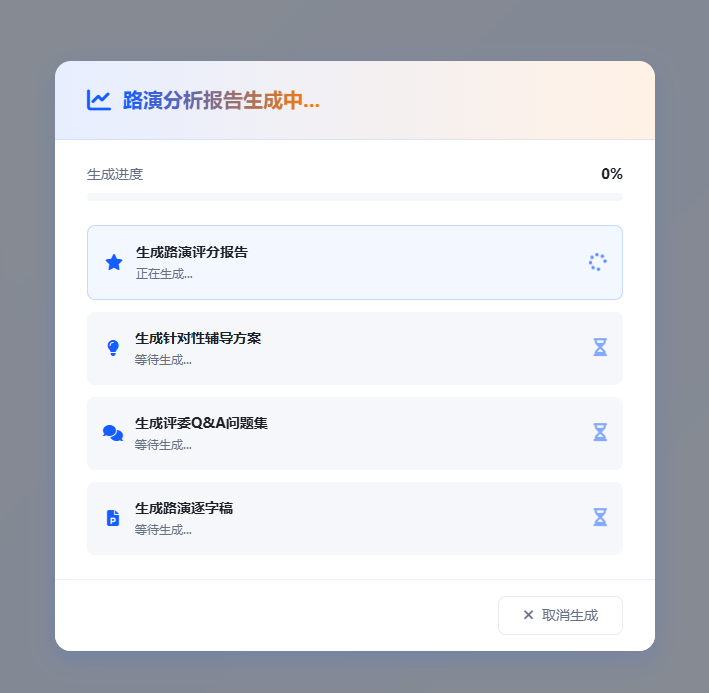 路演分析报告生成中...
生成进度 0%
生成路演评分报告
正在生成...
生成针对性辅导方案
等待生成...
生成评委Q&A问题集
等待生成...
生成路演逐字稿
等待生成...
取消生成